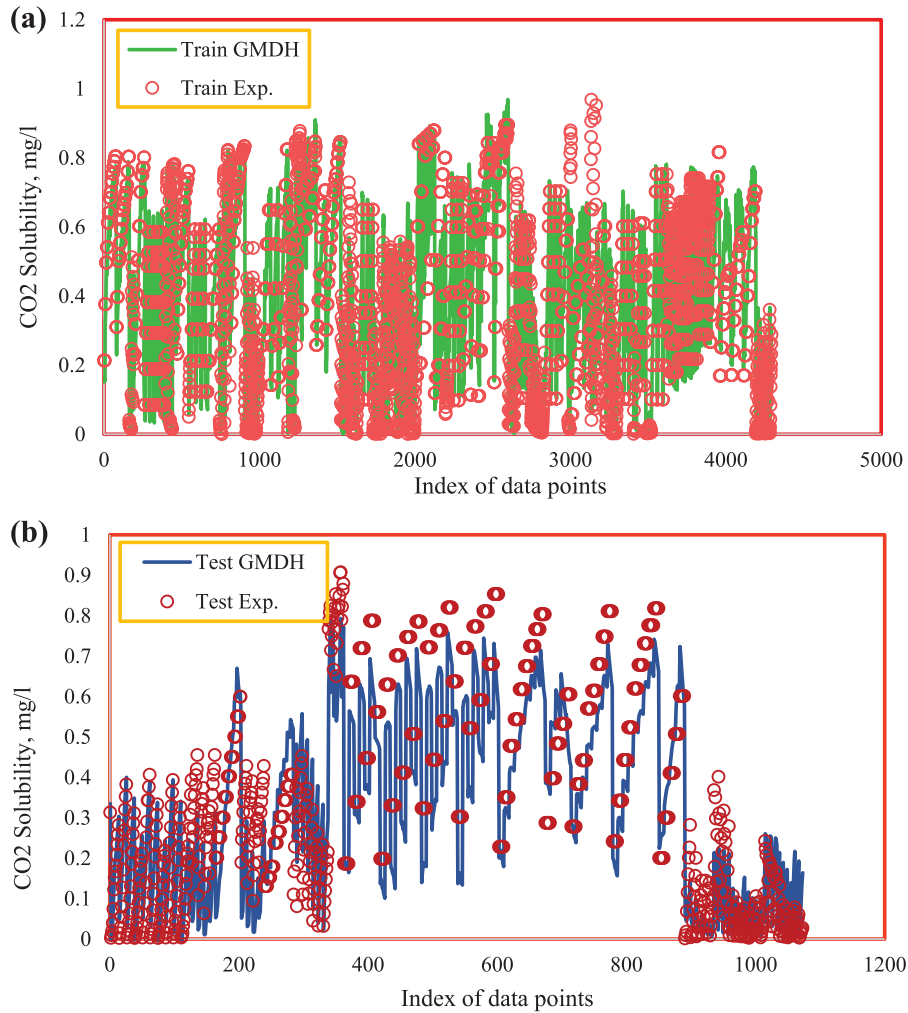 (a)
1.2
1
0.8
0.6
0.4
0.2
0
CO2 Solubility, mg/l
Train GMDH
Train Exp.
0 1000 2000 3000 4000 5000
Index of data points
(b)
1
0.9
0.8
0.7
0.6
0.5
0.4
0.3
0.2
0.1
0
CO2 Solubility, mg/l
Test GMDH
Test Exp.
0 200 400 600 800 1000 1200
Index of data points